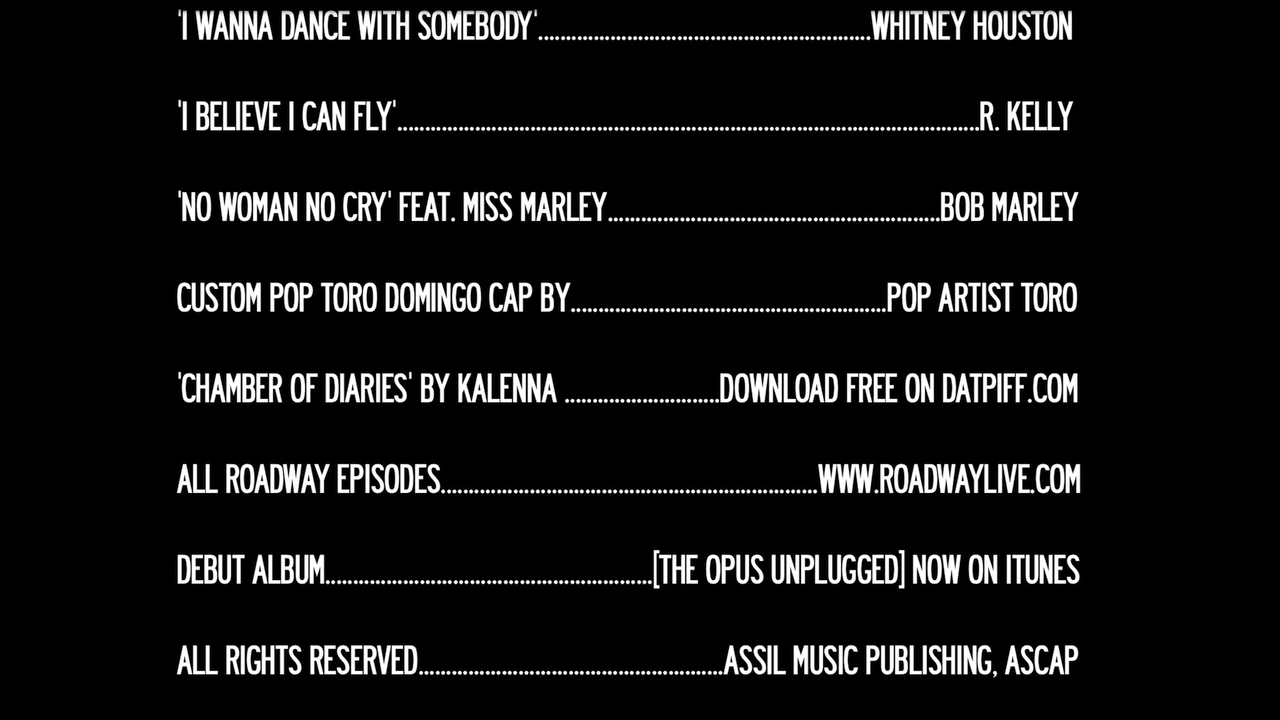 'I WANNA DANCE WITH SOMEBODY'............................................................WHITNEY HOUSTON
'I BELIEVE I CAN FLY'..........................................................................................................R. KELLY
'NO WOMAN NO CRY' FEAT. MISS MARLEY............................................................BOB MARLEY
CUSTOM POP TORO DOMINGO CAP BY.........................................................POP ARTIST TORO
'CHAMBER OF DIARIES' BY KALENNA ............................DOWNLOAD FREE ON DATPIFF.COM
ALL ROADWAY EPISODES....................................................................WWW.ROADWAYLIVE.COM
DEBUT ALBUM...........................................................[THE OPUS UNPLUGGED] NOW ON ITUNES
ALL RIGHTS RESERVED.......................................................ASSIL MUSIC PUBLISHING, ASCAP